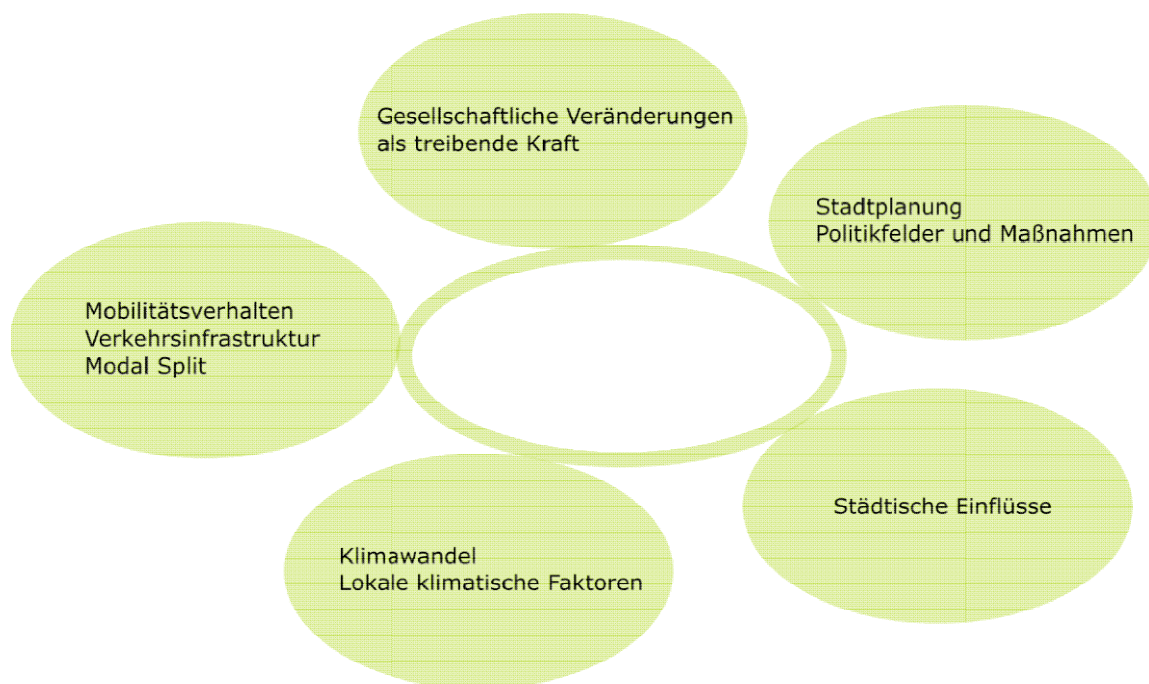 Gesellschaftliche Veränderungen
als treibende Kraft
Stadtplanung
Politikfelder und Maßnahmen
Mobilitätsverhalten
Verkehrsinfrastruktur
Modal Split
Städtische Einflüsse
Klimawandel
Lokale klimatische Faktoren